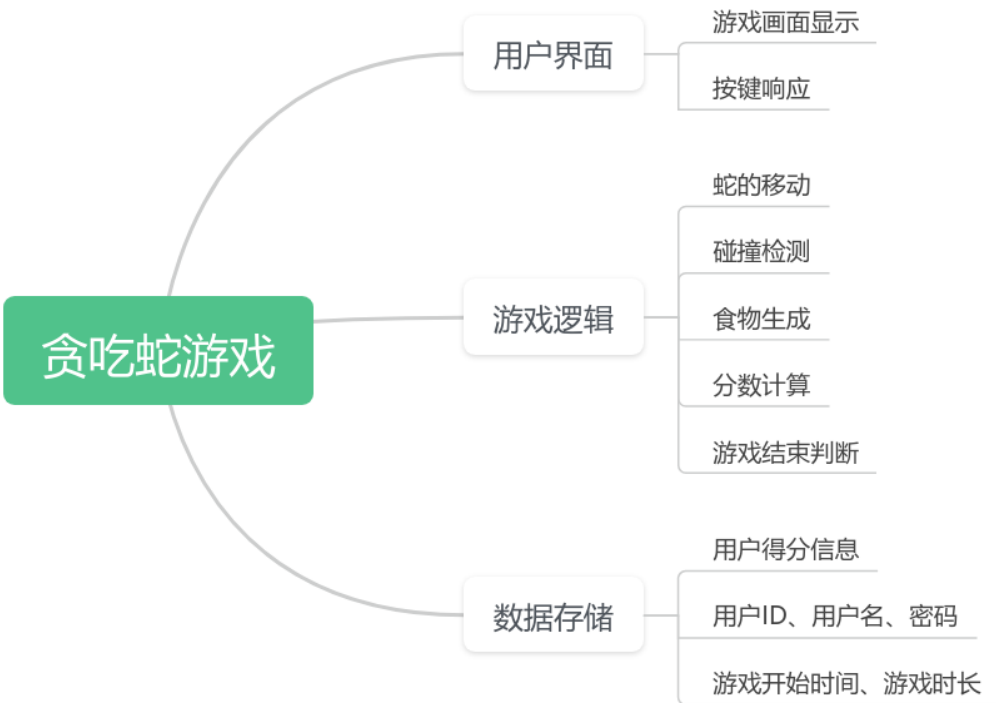 贪吃蛇游戏
用户界面
游戏画面显示
按键响应
游戏逻辑
蛇的移动
碰撞检测
食物生成
分数计算
游戏结束判断
数据存储
用户得分信息
用户ID、用户名、密码
游戏开始时间、游戏时长